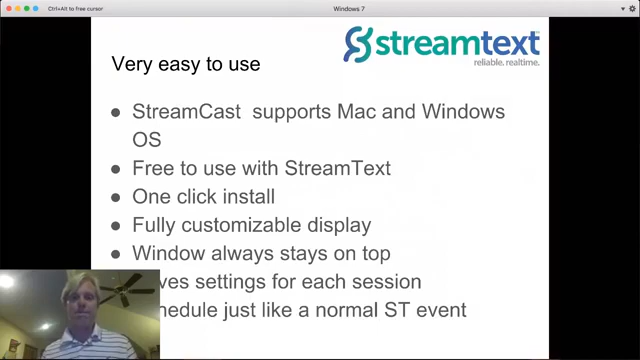 Ctrl+Alt to free cursor
Windows 7
streamtext
reliable. realtime.
Very easy to use
● StreamCast supports Mac and Windows
OS
● Free to use with StreamText
● One click install
● Fully customizable display
● Window always stays on top
settings for each session
just like a normal ST event